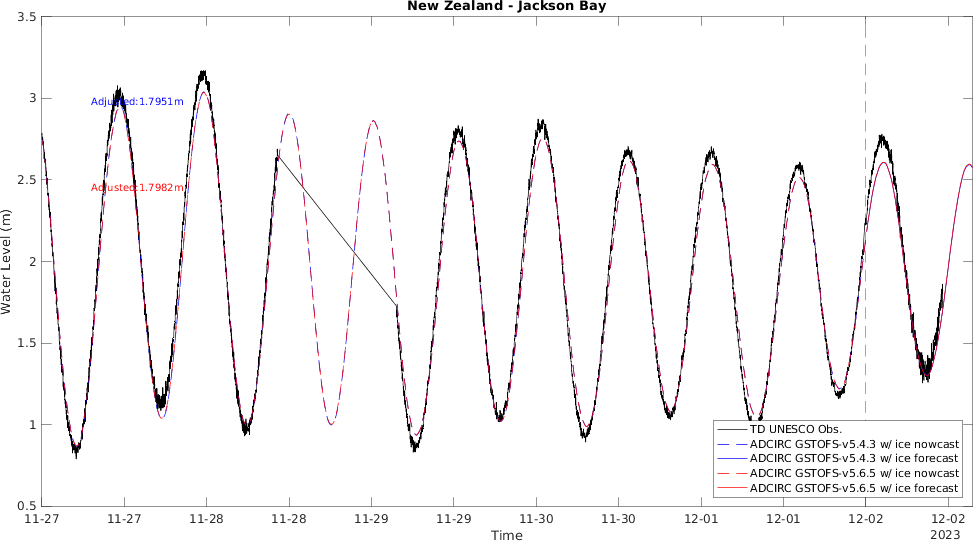 New Zealand - Jackson Bay
3.5
3
2.5
2
1.5
1
0.5
Water Level (m)
Adjusted:1.7951m
Adjusted:1.7982m
TD UNESCO Obs.
ADCIRC GSTOFS-v5.4.3 w/ ice nowcast
ADCIRC GSTOFS-v5.4.3 w/ ice forecast
ADCIRC GSTOFS-v5.6.5 w/ ice nowcast
ADCIRC GSTOFS-v5.6.5 w/ ice forecast
11-27 11-27 11-28 11-28 11-29 11-29 11-30 11-30 12-01 12-01 12-02 12-02
Time
2023